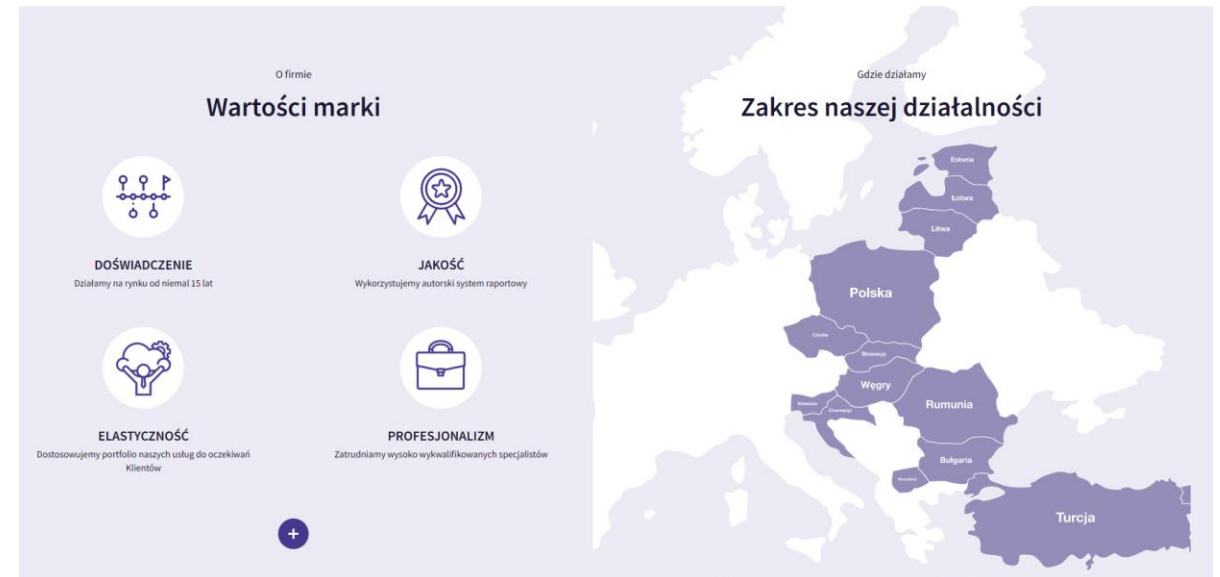 O firmie
Wartości marki
DOŚWIADCZENIE
Działamy na rynku od niemal 15 lat
JAKOŚĆ
Wykorzystujemy autorski system raportowy
ELASTYCZNOŚĆ
Dostosowujemy portfolio naszych usług do oczekiwań
Klientów
PROFESJONALIZM
Zatrudniamy wysoko wykwalifikowanych specjalistów
+
Gdzie działamy
Zakres naszej działalności
Estonia
Łotwa
Litwa
Polska
Czechy
Słowacja
Węgry
Słowenia
Chorwacja
Rumunia
Bułgaria
Turcja